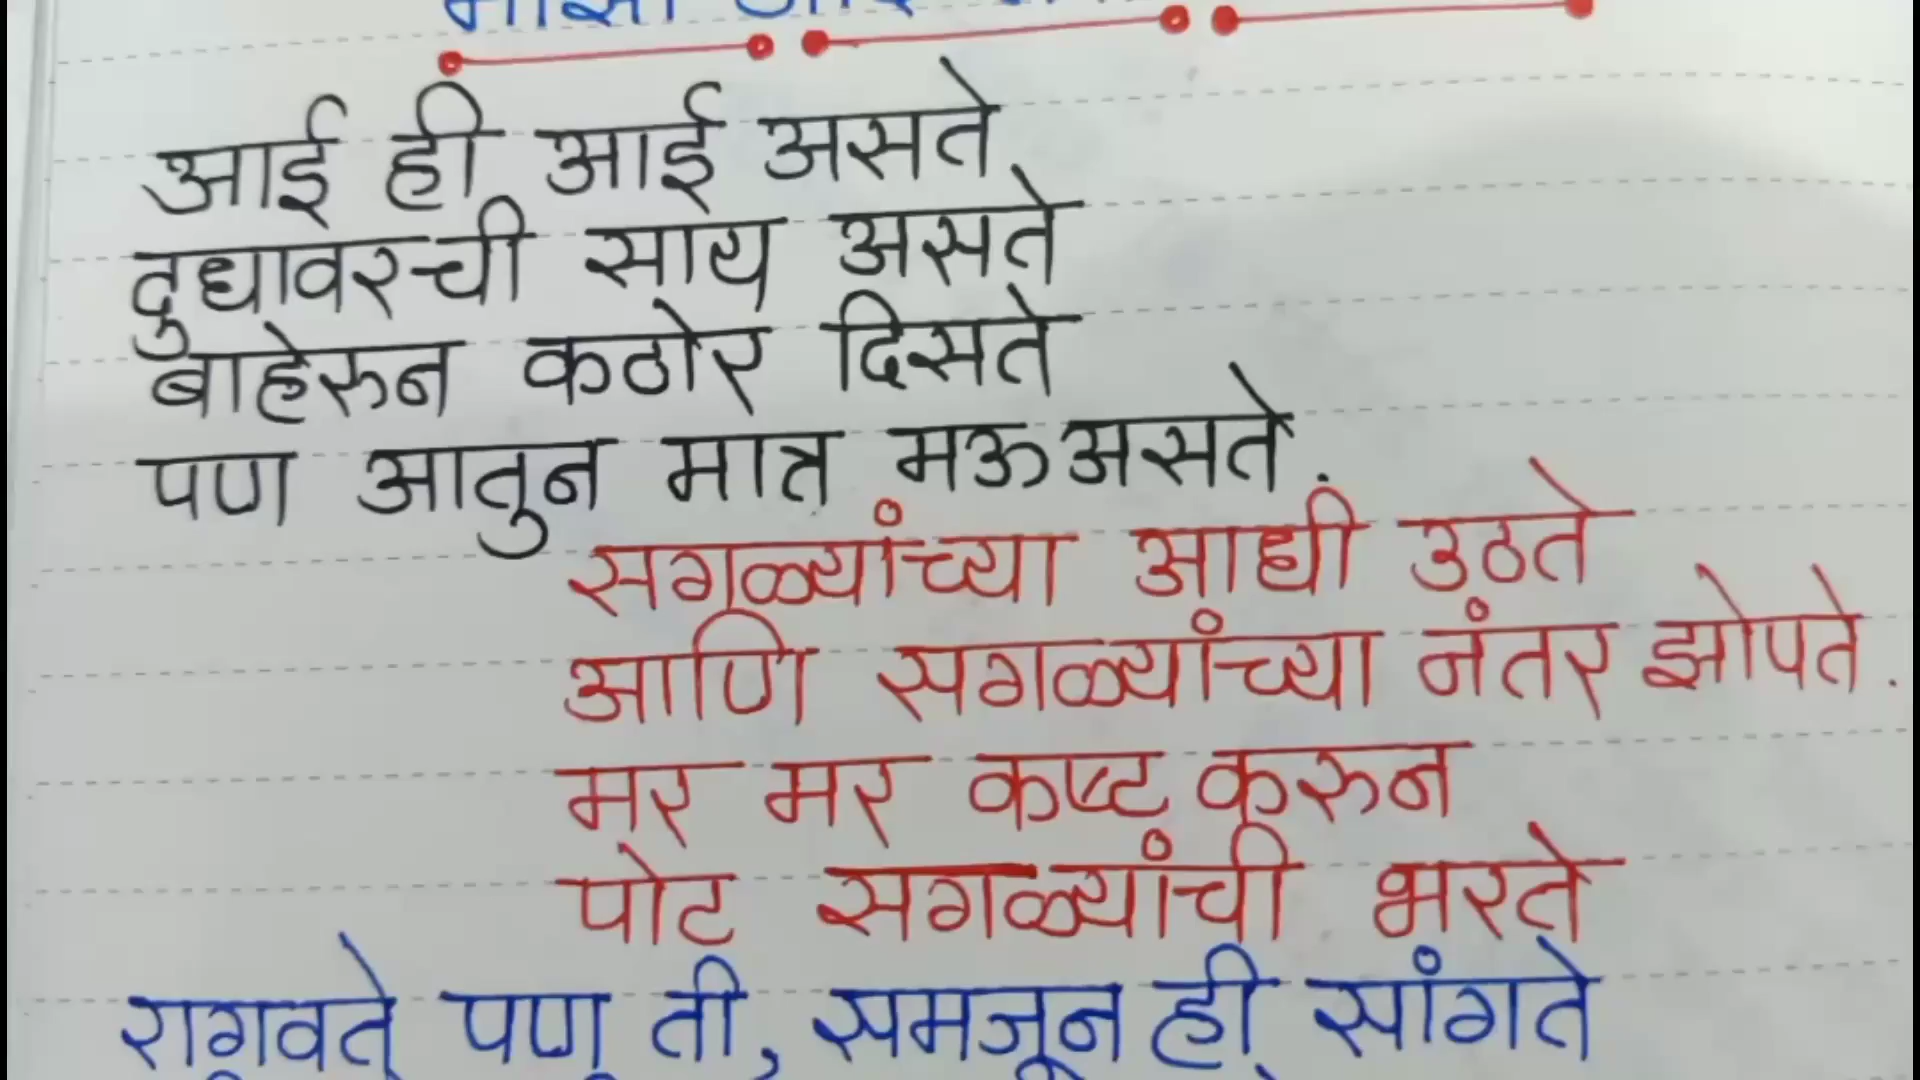 आई ही आई असते
दुधावरची साय असते
बाहेरुन कठोर दिसते
पण आतुन मात्र मऊ असते.
सगळ्यांच्या आधी उठते
आणि सगळ्यांच्या नंतर झोपते.
मर मर कष्ट करुन
पोट सगळ्यांची भरते
रागवते पण ती, समजून ही सांगते